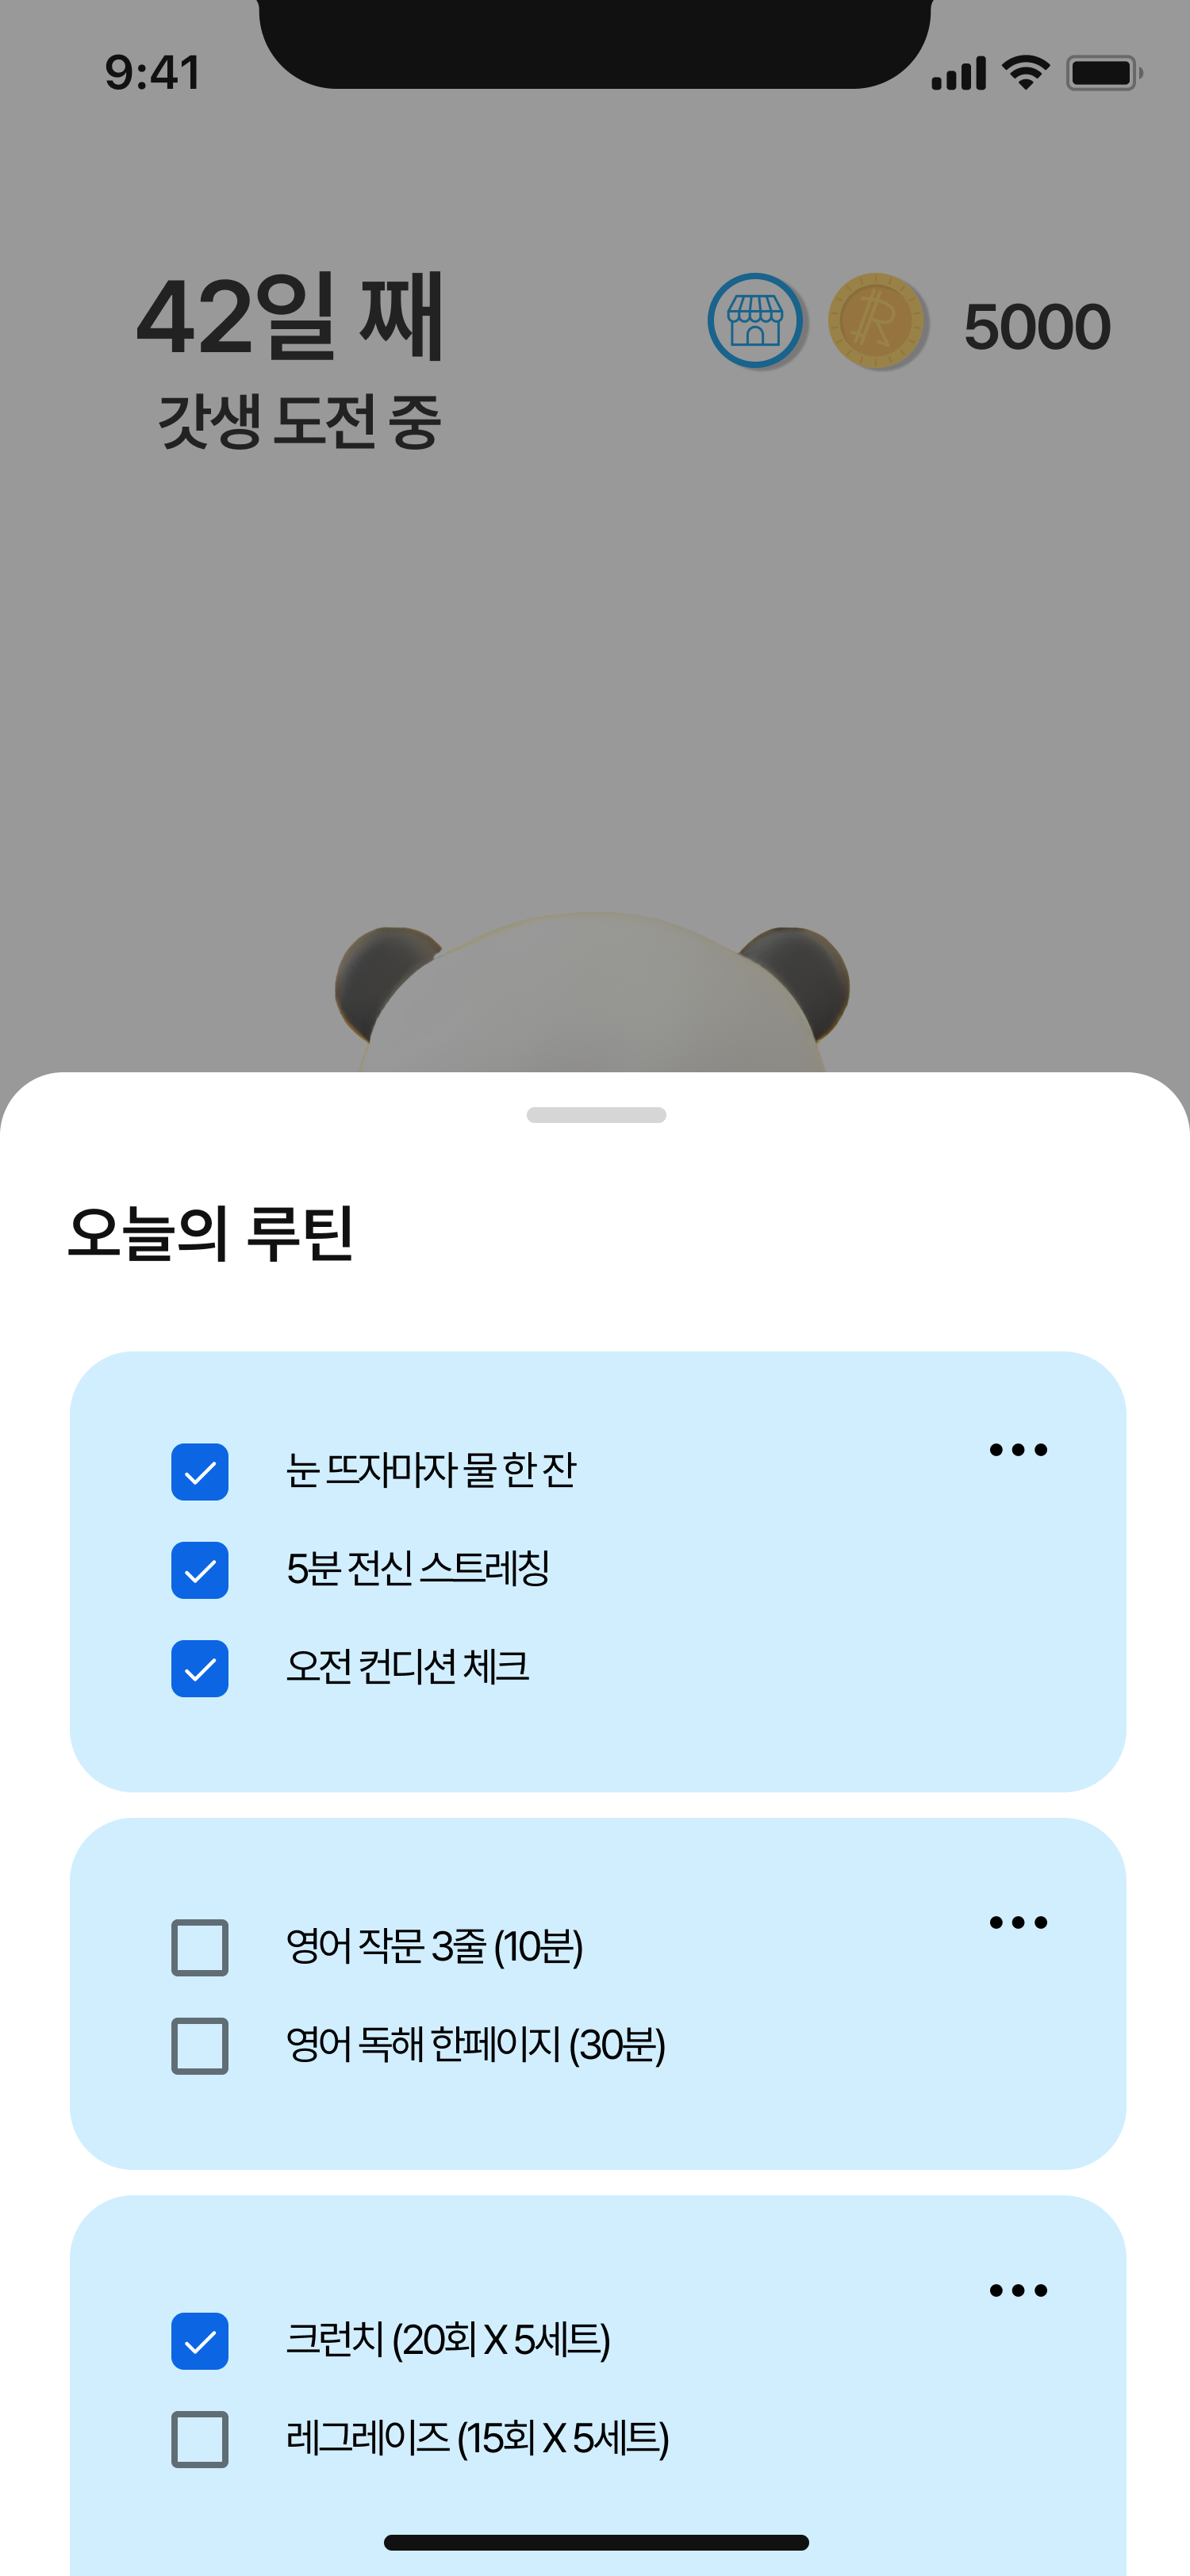 9:41
42일 째
5000
갓생 도전 중
오늘의 루틴
눈 뜨자마자 물 한 잔
5분 전신 스트레칭
오전 컨디션 체크
영어 작문 3줄 (10분)
영어 독해 한페이지 (30분)
크런치 (20회 X 5세트)
레그레이즈 (15회 X 5세트)